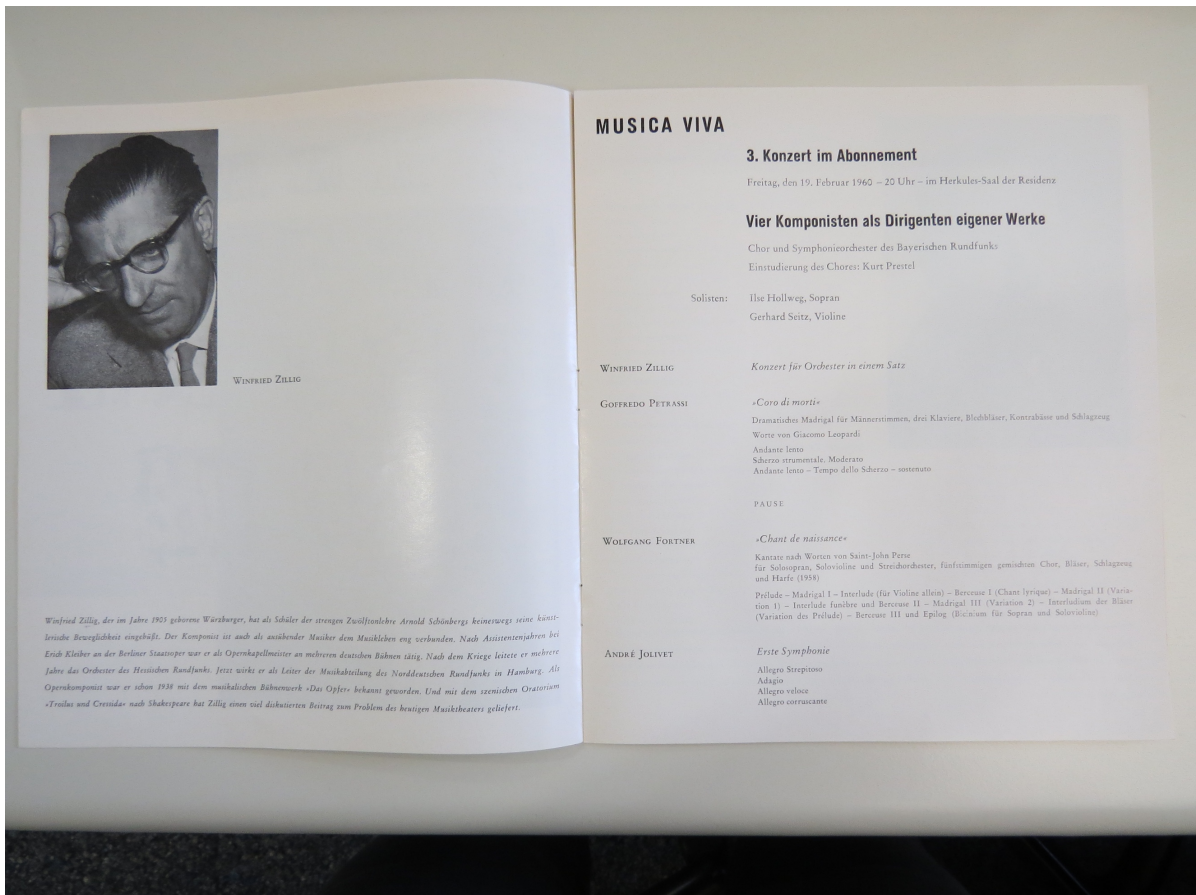 WINFRIED ZILLIG
Winfried Zillig, der im Jahre 1905 geborene Würzburger, hat als Schüler der strengen Zwölftonlehre Arnold Schönbergs keineswegs seine künst-
lerische Beweglichkeit eingebüßt. Der Komponist ist auch als ausübender Musiker dem Musikleben eng verbunden. Nach Assistentenjahren bei
Erich Kleiber an der Berliner Staatsoper war er als Opernkapellmeister an mehreren deutschen Bühnen tätig. Nach dem Kriege leitete er mehrere
Jahre das Orchester des Hessischen Rundfunks. Jetzt wirkt er als Leiter der Musikabteilung des Norddeutschen Rundfunks in Hamburg. Als
Opernkomponist war er schon 1938 mit dem musikalischen Bühnenwerk »Das Opfer« bekannt geworden. Und mit dem szenischen Oratorium
»Troilus und Cressida« nach Shakespeare hat Zillig einen viel diskutierten Beitrag zum Problem des heutigen Musiktheaters geliefert.
MUSICA VIVA
3. Konzert im Abonnement
Freitag, den 19. Februar 1960 – 20 Uhr – im Herkules-Saal der Residenz
Vier Komponisten als Dirigenten eigener Werke
Chor und Symphonieorchester des Bayerischen Rundfunks
Einstudierung des Chores: Kurt Prestel
Solisten: Ilse Hollweg, Sopran
Gerhard Seitz, Violine
WINFRIED ZILLIG Konzert für Orchester in einem Satz
GOFFREDO PETRASSI »Coro di morti«
Dramatisches Madrigal für Männerstimmen, drei Klaviere, Blechbläser, Kontrabässe und Schlagzeug
Worte von Giacomo Leopardi
Andante lento
Scherzo strumentale. Moderato
Andante lento – Tempo dello Scherzo – sostenuto
PAUSE
WOLFGANG FORTNER »Chant de naissance«
Kantate nach Worten von Saint-John Perse
für Solosopran, Solovioline und Streichorchester, fünfstimmigen gemischten Chor, Bläser, Schlagzeug
und Harfe (1958)
Prélude – Madrigal I – Interlude (für Violine allein) – Berceuse I (Chant lyrique) – Madrigal II (Varia-
tion 1) – Interlude funèbre und Berceuse II – Madrigal III (Variation 2) – Interludium der Bläser
(Variation des Prélude) – Berceuse III und Epilog (Bicinium für Sopran und Solovioline)
ANDRÉ JOLIVET Erste Symphonie
Allegro Strepitoso
Adagio
Allegro veloce
Allegro corruscante